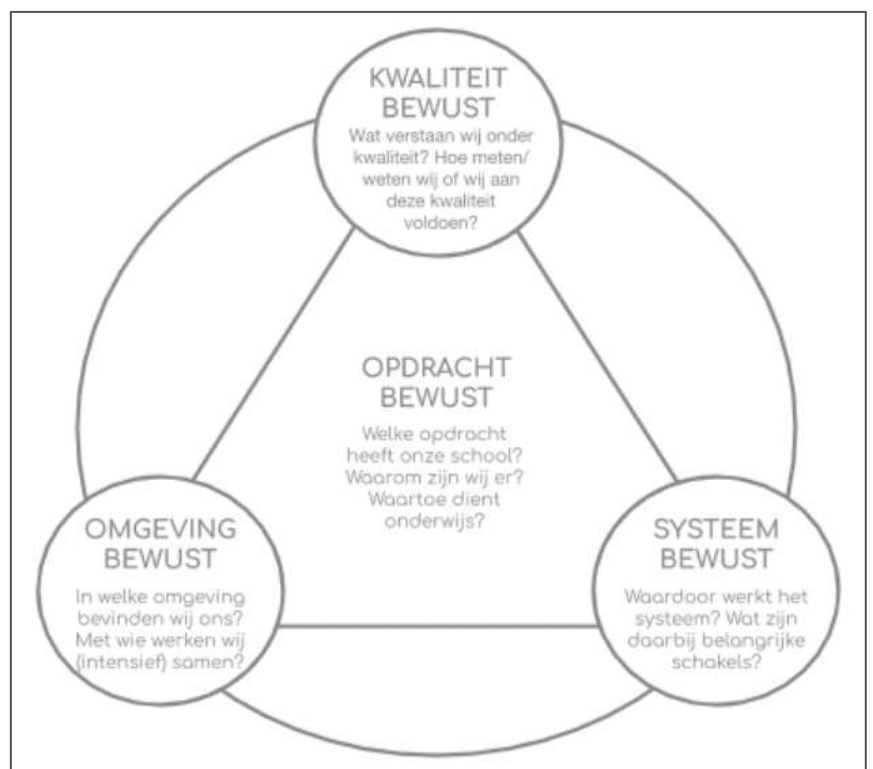 KWALITEIT
BEWUST
Wat verstaan wij onder
kwaliteit? Hoe meten/
weten wij of wij aan
deze kwaliteit
voldoen?
OPDRACHT
BEWUST
Welke opdracht
heeft onze school?
Waarom zijn wij er?
Waartoe dient
onderwijs?
OMGEVING
BEWUST
In welke omgeving
bevinden wij ons?
Met wie werken wij
(intensief) samen?
SYSTEEM
BEWUST
Waardoor werkt het
systeem? Wat zijn
daarbij belangrijke
schakels?